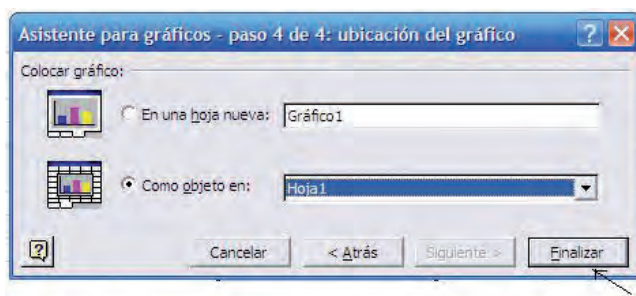 Asistente para gráficos - paso 4 de 4: ubicación del gráfico
Colocar gráfico:
En una hoja nueva: Gráfico1
Como objeto en: Hoja1
Cancelar < Atrás Siguiente > Finalizar